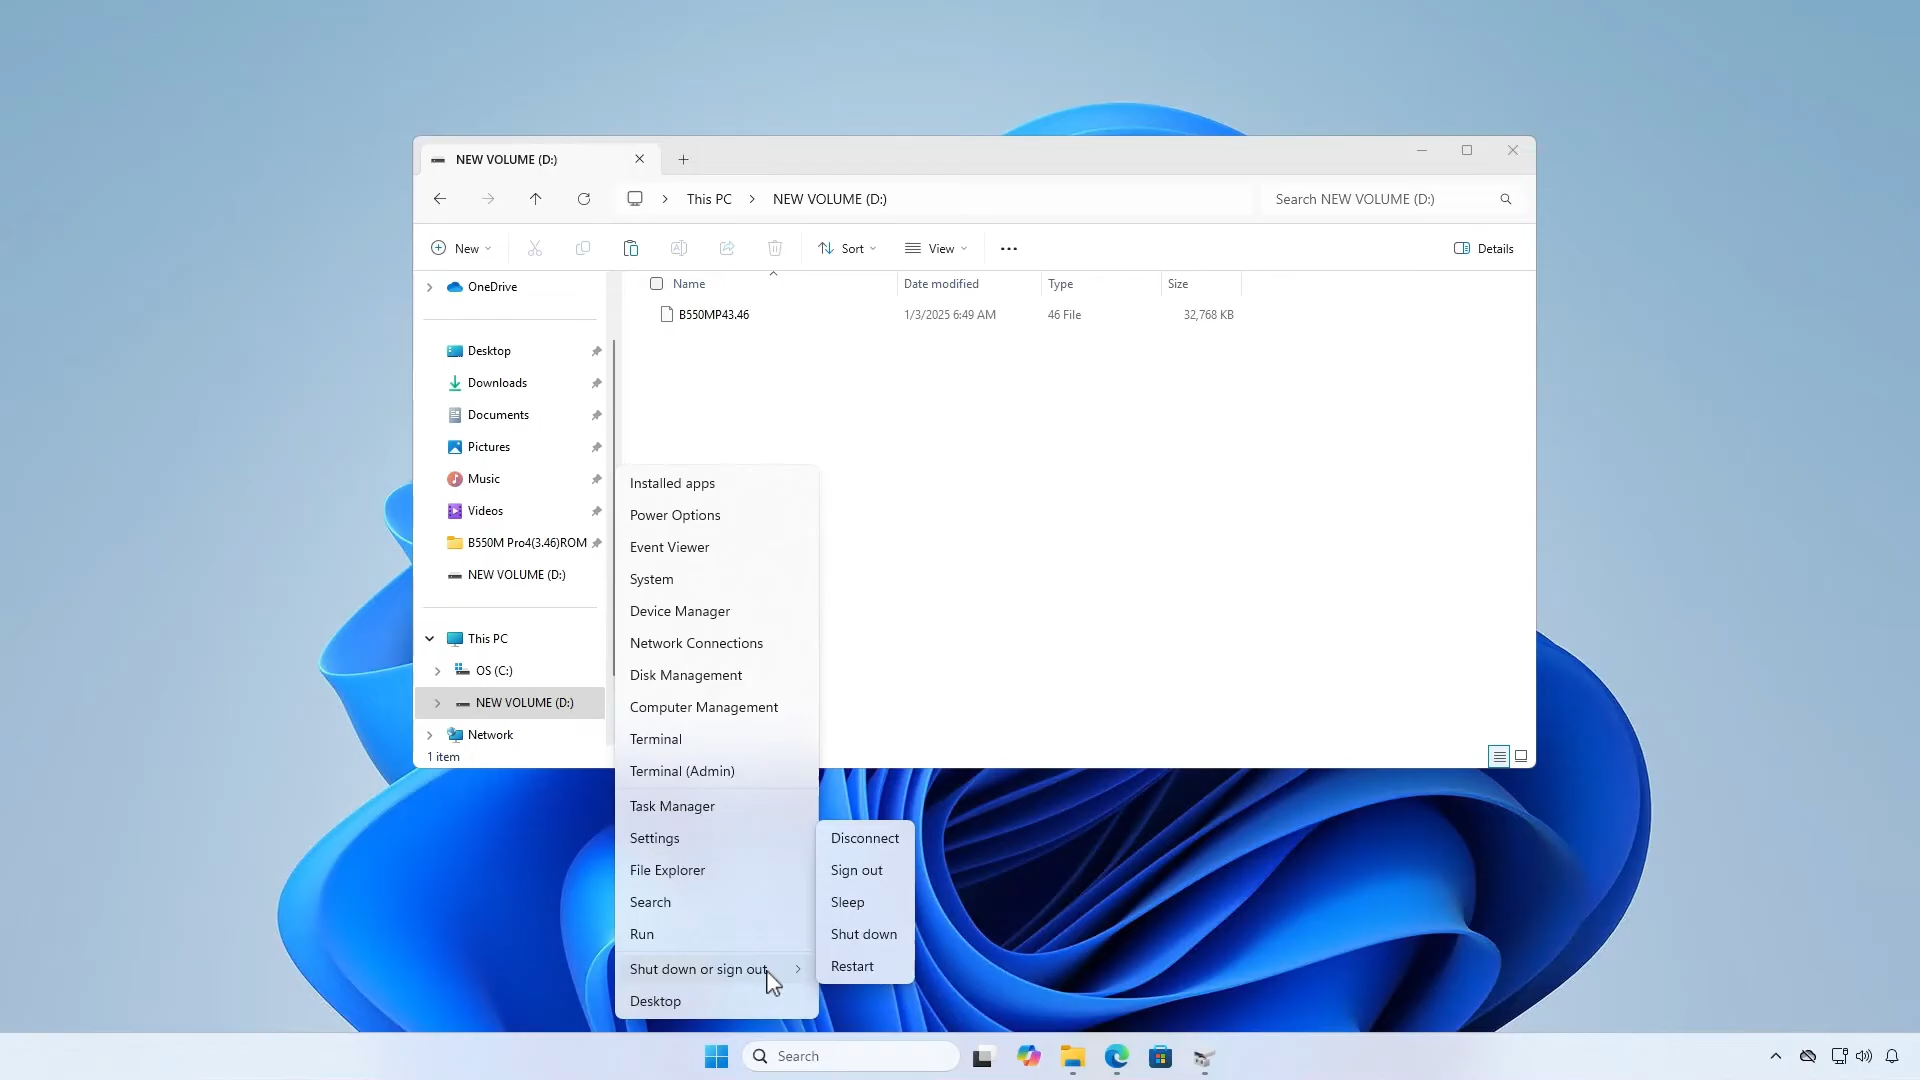 NEW VOLUME (D:)
This PC
NEW VOLUME (D:)
Search NEW VOLUME (D:)
New
Sort
View
Details
OneDrive
Desktop
Downloads
Documents
Pictures
Music
Videos
B550M Pro4(3.46)ROM
NEW VOLUME (D:)
This PC
OS (C:)
NEW VOLUME (D:)
Network
1 item
Name Date modified Type Size
B550MP43.46 1/3/2025 6:49 AM 46 File 32,768 KB
Installed apps
Power Options
Event Viewer
System
Device Manager
Network Connections
Disk Management
Computer Management
Terminal
Terminal (Admin)
Task Manager
Settings
File Explorer
Search
Run
Shut down or sign out
Desktop
Disconnect
Sign out
Sleep
Shut down
Restart
Search